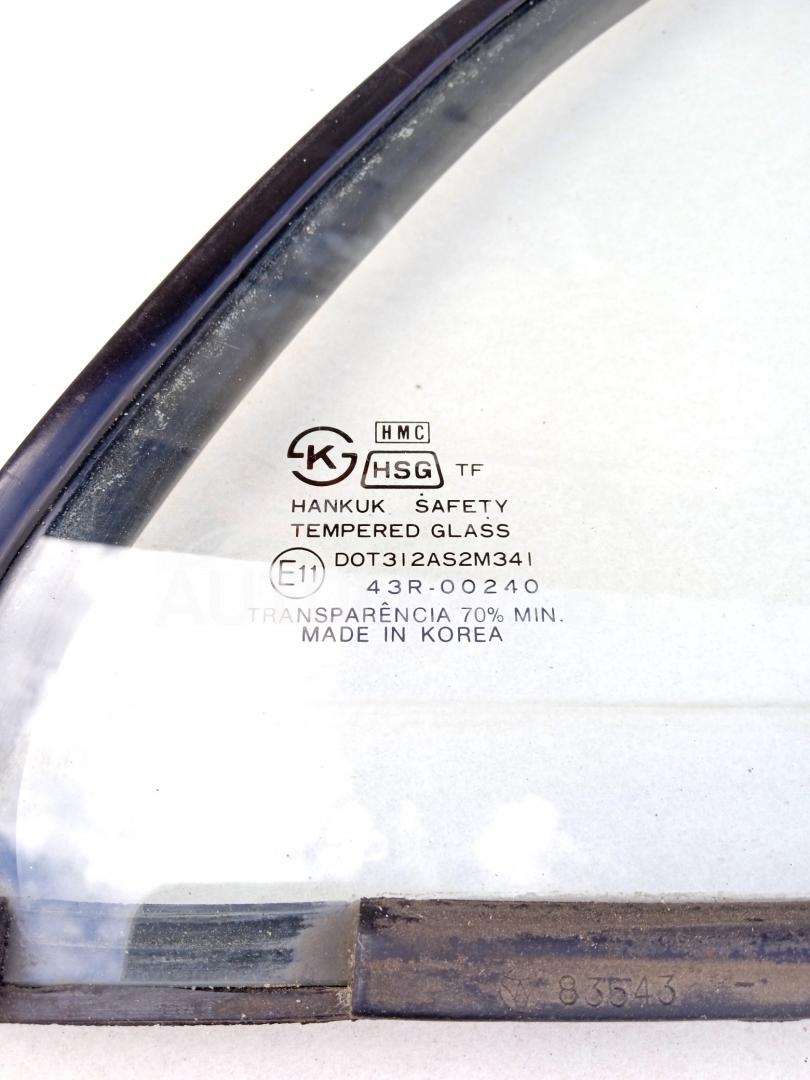 HMC
K HSG TF
HANKUK SAFETY
TEMPERED GLASS
E11 DOT312AS2M341
43R-00240
TRANSPARÊNCIA 70% MIN.
MADE IN KOREA
83543 -